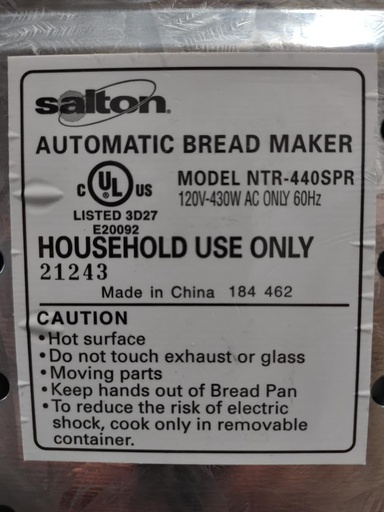 salton.
AUTOMATIC BREAD MAKER
C UL US
MODEL NTR-440SPR
120V-430W AC ONLY 60Hz
LISTED 3D27
E20092
HOUSEHOLD USE ONLY
21243
Made in China 184 462
CAUTION
•Hot surface
•Do not touch exhaust or glass
•Moving parts
•Keep hands out of Bread Pan
•To reduce the risk of electric
shock, cook only in removable
container.